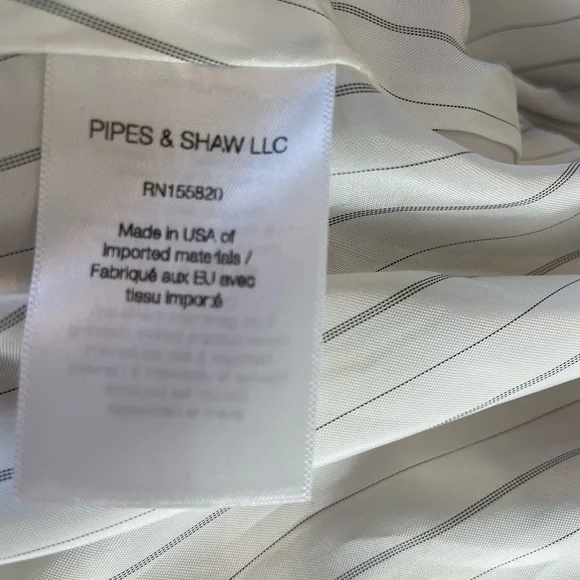 PIPES & SHAW LLC
RN155820
Made in USA of
imported materials /
Fabriqué aux EU avec
tissu importé